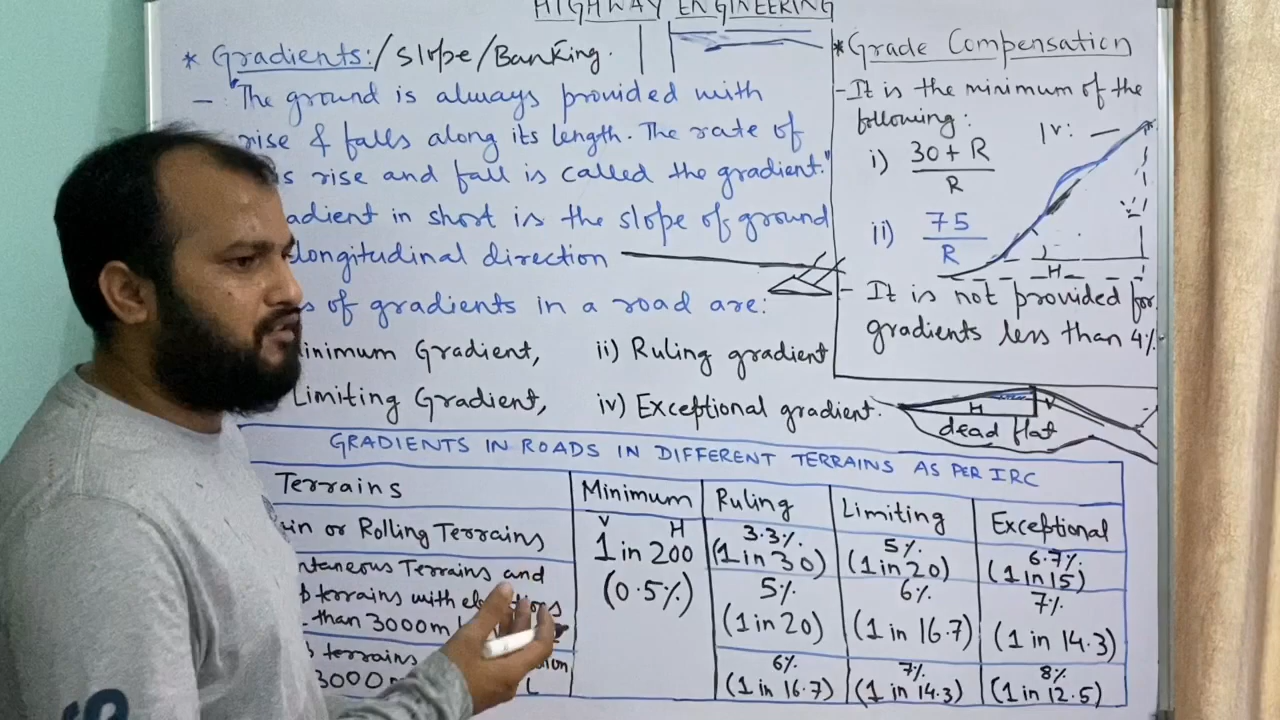 HIGHWAY ENGINEERING
* Gradients:/Slope/Banking.
- "The ground is always provided with
rise & falls along its length. The rate of
rise and fall is called the gradient."
in short is the slope of ground
longitudinal direction
of gradients in a road are:
Gradient, ii) Ruling gradient
Limiting Gradient, iv) Exceptional gradient.
* Grade Compensation
- It is the minimum of the
following:
i) 30 + R
R
ii) 75
R
1V:
H
- It is not provided for
gradients less than 4%.
H V
dead flat
GRADIENTS IN ROADS IN DIFFERENT TERRAINS AS PER IRC
Terrains Minimum Ruling Limiting Exceptional
or Rolling Terrains V H 3.3% 5% 6.7%
1 in 200 (1 in 30) (1 in 20) (1 in 15)
Terrains and (0.5%) 5% 6% 7%
terrains with
than 3000m (1 in 20) (1 in 16.7) (1 in 14.3)
terrains 6% 7% 8%
3000 (1 in 16.7) (1 in 14.3) (1 in 12.5)